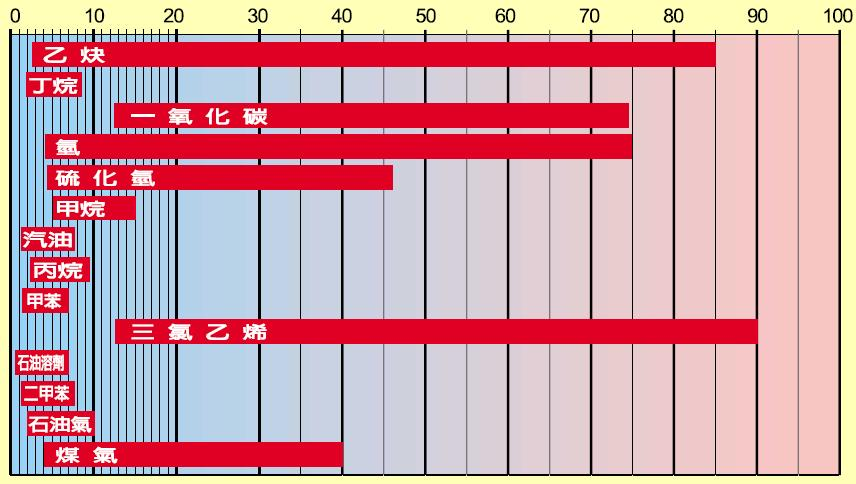 0 10 20 30 40 50 60 70 80 90 100
乙炔
丁烷
一氧化碳
氫
硫化氫
甲烷
汽油
丙烷
甲苯
三氯乙烯
石油溶劑
二甲苯
石油氣
煤氣